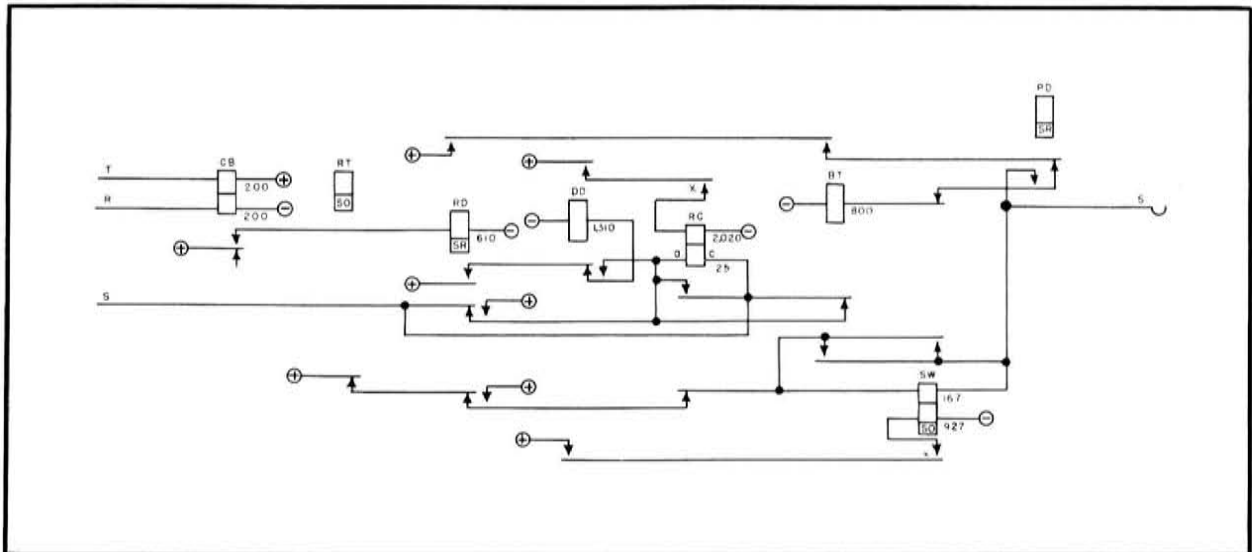 PD
SR
CB
RT
T
200
+
SO
R
200
-
RD
SR
610
-
DD
1,310
-
X
RC
2,020
-
O
C
25
BT
800
-
S
S
SW
167
927
SO
-
x